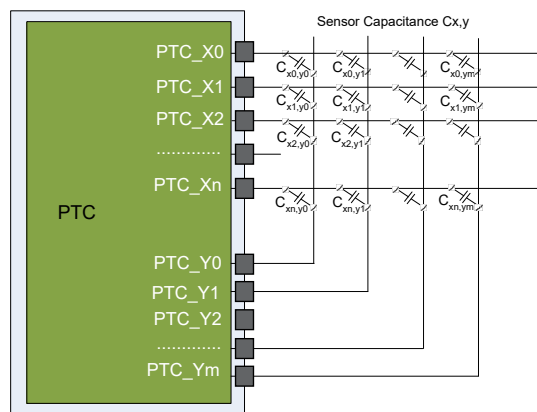 Sensor Capacitance Cx,y
PTC_X0
Cx0,y0 Cx0,y1 Cx0,ym
PTC_X1
Cx1,y0 Cx1,y1 Cx1,ym
PTC_X2
Cx2,y0 Cx2,y1
.............
PTC_Xn
Cxn,y0 Cxn,y1 Cxn,ym
PTC
PTC_Y0
PTC_Y1
PTC_Y2
.............
PTC_Ym